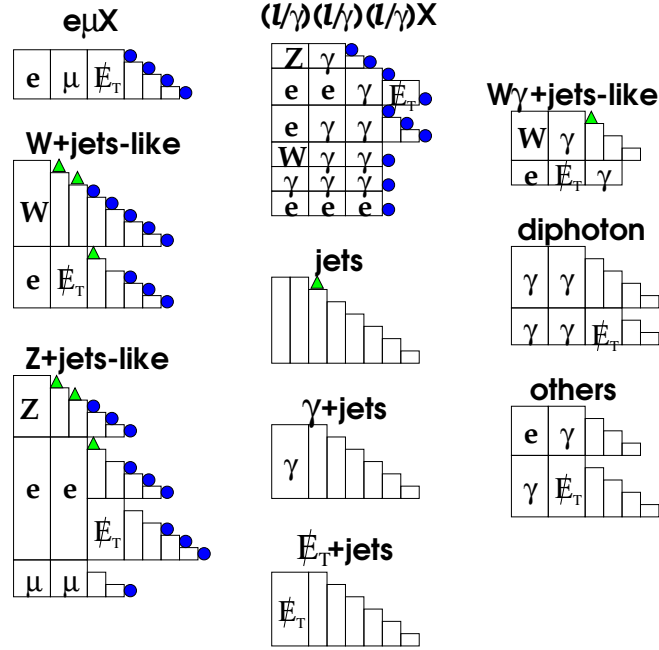 eμX
e μ E̸T
W+jets-like
W
e E̸T
Z+jets-like
Z
e e
E̸T
μ μ
(l/γ)(l/γ)(l/γ)X
Z γ
e e γ E̸T
e γ γ
W γ γ
γ γ γ
e e e
jets
γ+jets
γ
E̸T+jets
E̸T
Wγ+jets-like
W γ
e E̸T γ
diphoton
γ γ
γ γ E̸T
others
e γ
γ E̸T